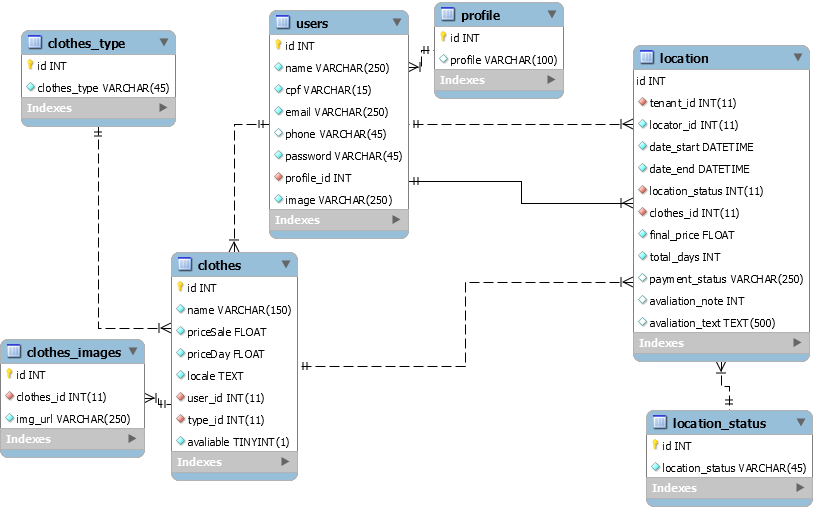 clothes_type
id INT
clothes_type VARCHAR(45)
Indexes
users
id INT
name VARCHAR(250)
cpf VARCHAR(15)
email VARCHAR(250)
phone VARCHAR(45)
password VARCHAR(45)
profile_id INT
image VARCHAR(250)
Indexes
profile
id INT
profile VARCHAR(100)
Indexes
location
id INT
tenant_id INT(11)
locator_id INT(11)
date_start DATETIME
date_end DATETIME
location_status INT(11)
clothes_id INT(11)
final_price FLOAT
total_days INT
payment_status VARCHAR(250)
avaliation_note INT
avaliation_text TEXT(500)
Indexes
clothes
id INT
name VARCHAR(150)
priceSale FLOAT
priceDay FLOAT
locale TEXT
user_id INT(11)
type_id INT(11)
avaliable TINYINT(1)
Indexes
clothes_images
id INT
clothes_id INT(11)
img_url VARCHAR(250)
Indexes
location_status
id INT
location_status VARCHAR(45)
Indexes